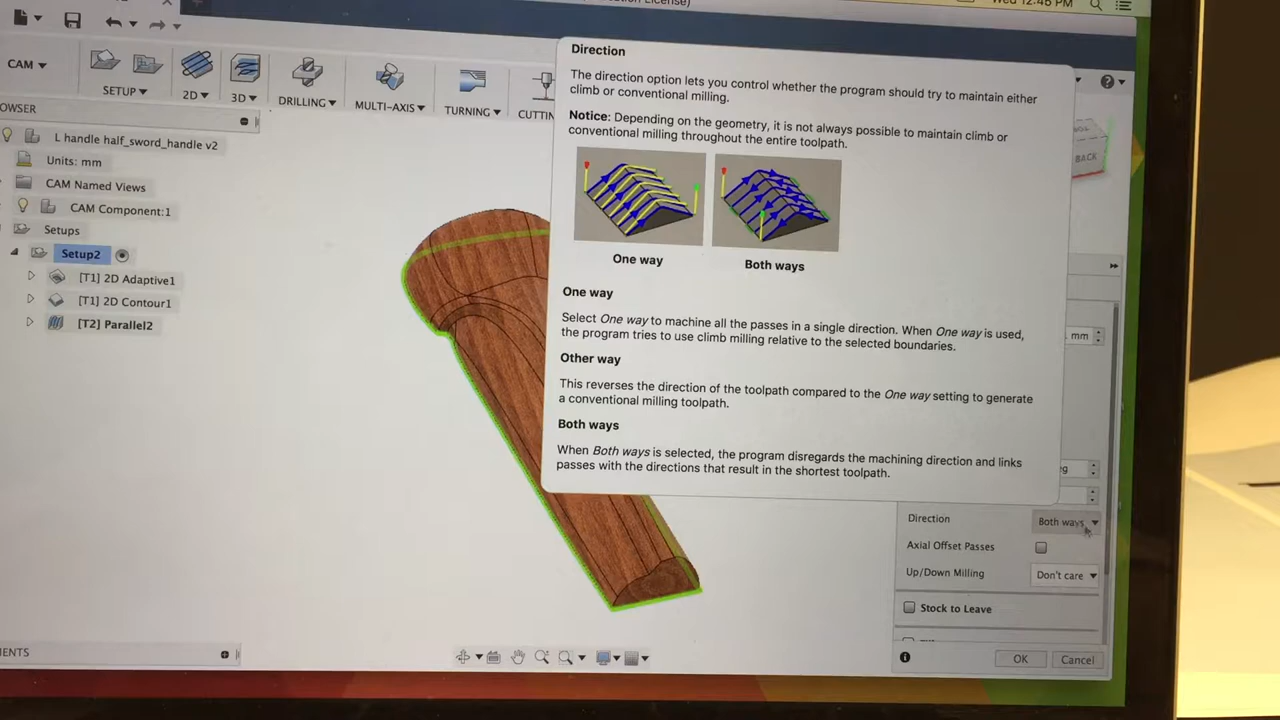 Wed 12:45 PM
CAM
SETUP
2D
3D
DRILLING
MULTI-AXIS
TURNING
L handle half_sword_handle v2
Units: mm
CAM Named Views
CAM Component:1
Setups
Setup2
[T1] 2D Adaptive1
[T1] 2D Contour1
[T2] Parallel2
Direction
The direction option lets you control whether the program should try to maintain either
climb or conventional milling.
Notice: Depending on the geometry, it is not always possible to maintain climb or
conventional milling throughout the entire toolpath.
One way
Both ways
One way
Select One way to machine all the passes in a single direction. When One way is used,
the program tries to use climb milling relative to the selected boundaries.
Other way
This reverses the direction of the toolpath compared to the One way setting to generate
a conventional milling toolpath.
Both ways
When Both ways is selected, the program disregards the machining direction and links
passes with the directions that result in the shortest toolpath.
BACK
mm
Direction
Both ways
Axial Offset Passes
Up/Down Milling
Don't care
Stock to Leave
OK
Cancel